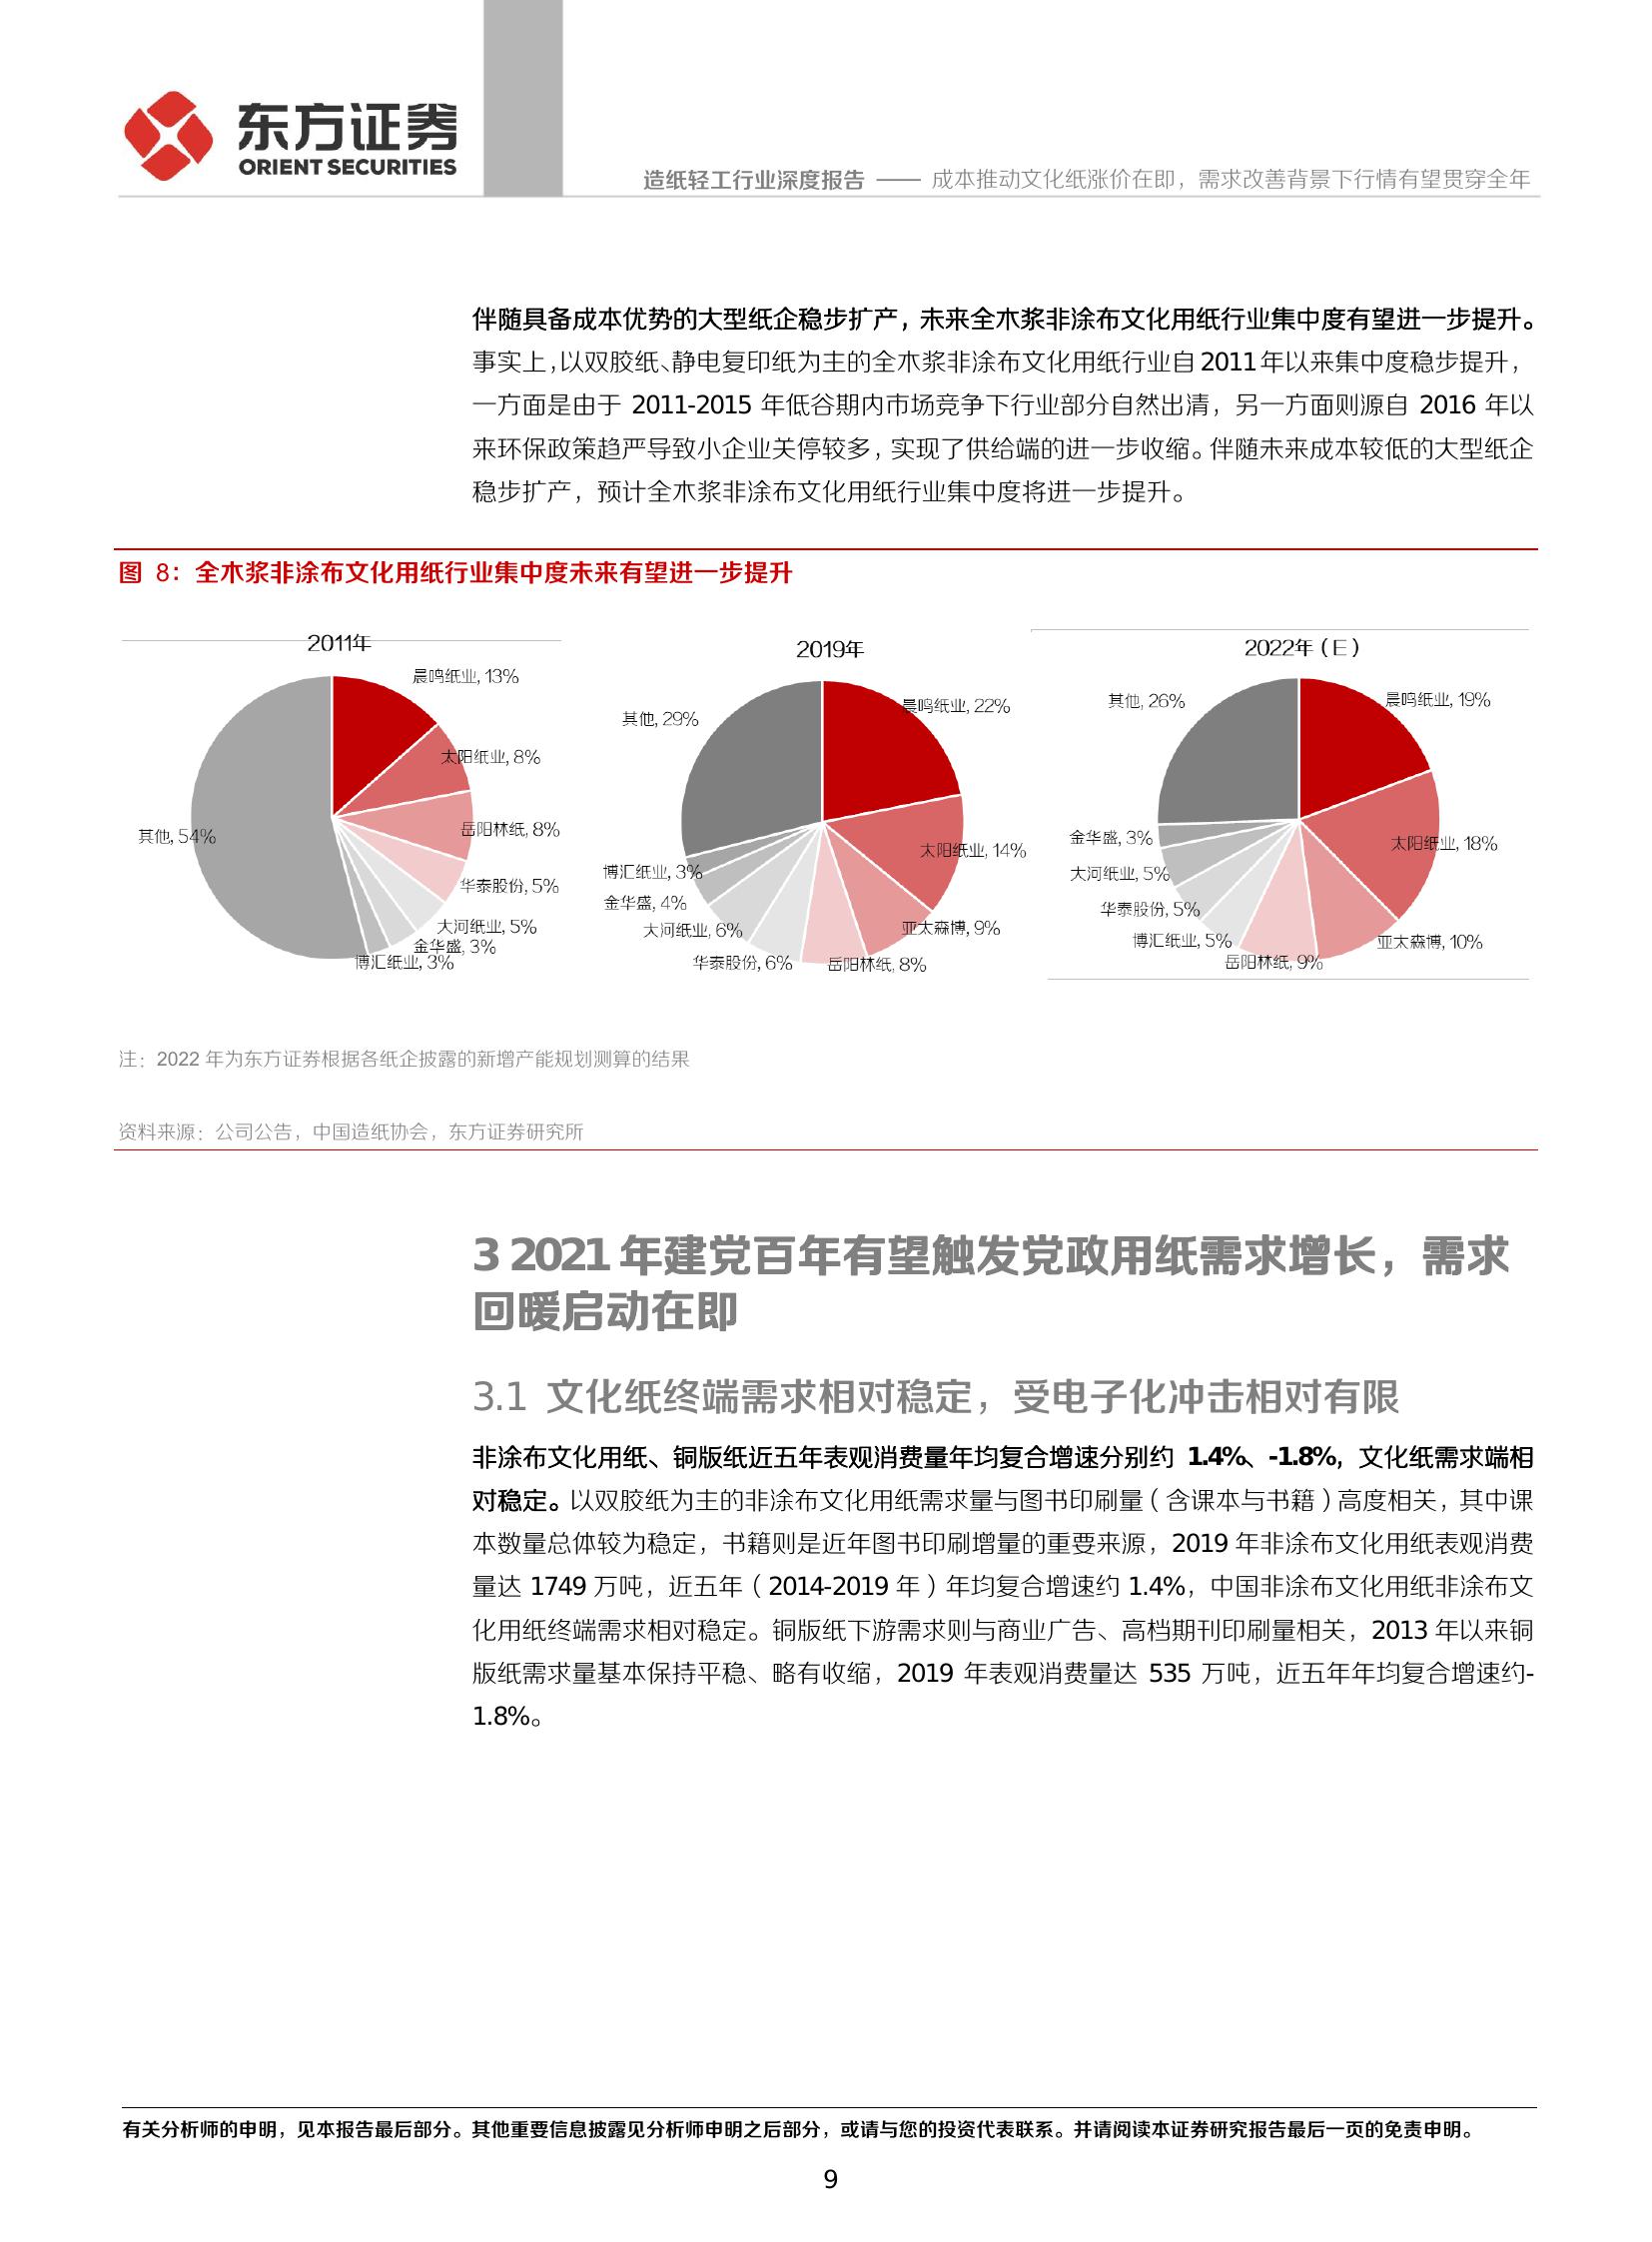 东方证券
ORIENT SECURITIES
造纸轻工行业深度报告 —— 成本推动文化纸涨价在即，需求改善背景下行情有望贯穿全年
伴随具备成本优势的大型纸企稳步扩产，未来全木浆非涂布文化用纸行业集中度有望进一步提升。
事实上，以双胶纸、静电复印纸为主的全木浆非涂布文化用纸行业自 2011 年以来集中度稳步提升，
一方面是由于 2011-2015 年低谷期内市场竞争下行业部分自然出清，另一方面则源自 2016 年以
来环保政策趋严导致小企业关停较多，实现了供给端的进一步收缩。伴随未来成本较低的大型纸企
稳步扩产，预计全木浆非涂布文化用纸行业集中度将进一步提升。
图 8：全木浆非涂布文化用纸行业集中度未来有望进一步提升
2011年
晨鸣纸业, 13%
太阳纸业, 8%
岳阳林纸, 8%
华泰股份, 5%
大河纸业, 5%
金华盛, 3%
博汇纸业, 3%
其他, 54%
2019年
晨鸣纸业, 22%
太阳纸业, 14%
亚太森博, 9%
岳阳林纸, 8%
华泰股份, 6%
大河纸业, 6%
金华盛, 4%
博汇纸业, 3%
其他, 29%
2022年（E）
晨鸣纸业, 19%
太阳纸业, 18%
亚太森博, 10%
岳阳林纸, 9%
博汇纸业, 5%
华泰股份, 5%
大河纸业, 5%
金华盛, 3%
其他, 26%
注：2022 年为东方证券根据各纸企披露的新增产能规划测算的结果
资料来源：公司公告，中国造纸协会，东方证券研究所
3 2021 年建党百年有望触发党政用纸需求增长，需求
回暖启动在即
3.1 文化纸终端需求相对稳定，受电子化冲击相对有限
非涂布文化用纸、铜版纸近五年表观消费量年均复合增速分别约 1.4%、-1.8%，文化纸需求端相
对稳定。以双胶纸为主的非涂布文化用纸需求量与图书印刷量（含课本与书籍）高度相关，其中课
本数量总体较为稳定，书籍则是近年图书印刷增量的重要来源，2019 年非涂布文化用纸表观消费
量达 1749 万吨，近五年（2014-2019 年）年均复合增速约 1.4%，中国非涂布文化用纸非涂布文
化用纸终端需求相对稳定。铜版纸下游需求则与商业广告、高档期刊印刷量相关，2013 年以来铜
版纸需求量基本保持平稳、略有收缩，2019 年表观消费量达 535 万吨，近五年年均复合增速约-
1.8%。
有关分析师的申明，见本报告最后部分。其他重要信息披露见分析师申明之后部分，或请与您的投资代表联系。并请阅读本证券研究报告最后一页的免责申明。
9